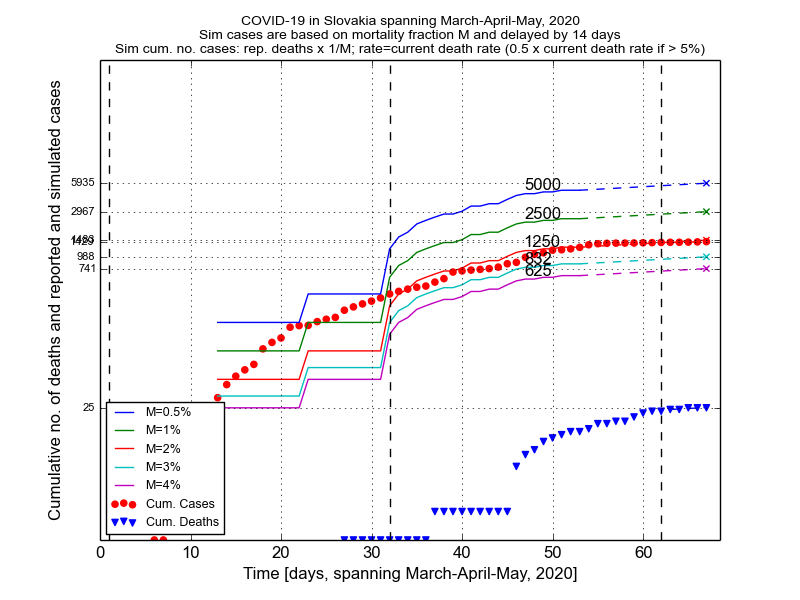 COVID-19 in Slovakia spanning March-April-May, 2020
Sim cases are based on mortality fraction M and delayed by 14 days
Sim cum. no. cases: rep. deaths x 1/M; rate=current death rate (0.5 x current death rate if > 5%)
Cumulative no. of deaths and reported and simulated cases
5935
2967
1429
988
741
25
5000
2500
1250
832
625
M=0.5%
M=1%
M=2%
M=3%
M=4%
Cum. Cases
Cum. Deaths
0 10 20 30 40 50 60
Time [days, spanning March-April-May, 2020]